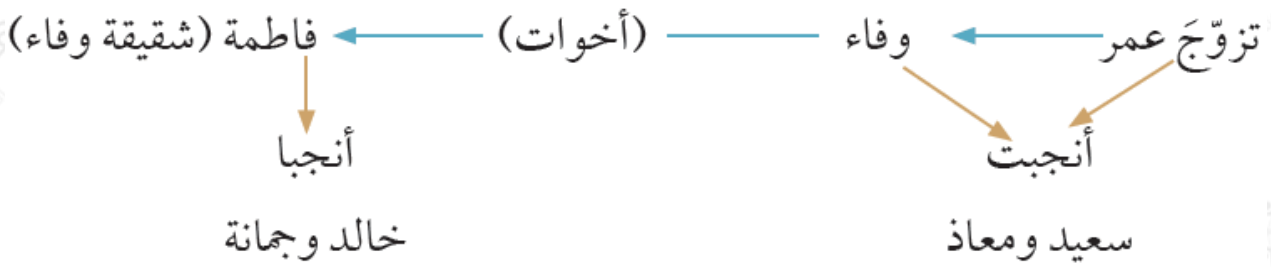 تزوّجَ عمر وفاء (أخوات) فاطمة (شقيقة وفاء)
أنجبت أنجبا
سعيد ومعاذ خالد وجمانة